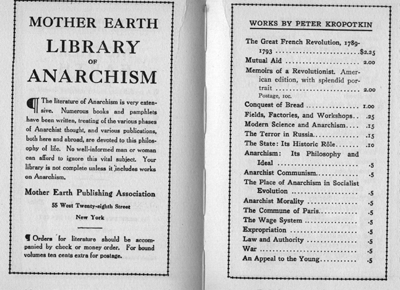 MOTHER EARTH
LIBRARY
OF
ANARCHISM
¶ The literature of Anarchism is very exten-
sive. Numerous books and pamphlets
have been written, treating of the various phases
of Anarchist thought, and various publications,
both here and abroad, are devoted to this philos-
ophy of life. No well-informed man or woman
can afford to ignore this vital subject. Your
library is not complete unless it includes works
on Anarchism.
Mother Earth Publishing Association
55 West Twenty-eighth Street
New York
¶ Orders for literature should be accom-
panied by check or money order. For bound
volumes ten cents extra for postage.
WORKS BY PETER KROPOTKIN
The Great French Revolution, 1789-
1793 ........................$2.25
Mutual Aid ....................... 2.00
Memoirs of a Revolutionist. Amer-
ican edition, with splendid por-
trait .......................... 2.00
Postage, 10c.
Conquest of Bread ................ 1.00
Fields, Factories, and Workshops.. .25
Modern Science and Anarchism.... .15
The Terror in Russia.............. .15
The State: Its Historic Rôle....... .10
Anarchism: Its Philosophy and
Ideal .......................... .5
Anarchist Communism............. .5
The Place of Anarchism in Socialist
Evolution ...................... .5
Anarchist Morality ............... .5
The Commune of Paris............ .5
The Wage System ................ .5
Expropriation .................... .5
Law and Authority ............... .5
War .............................. .5
An Appeal to the Young........... .5